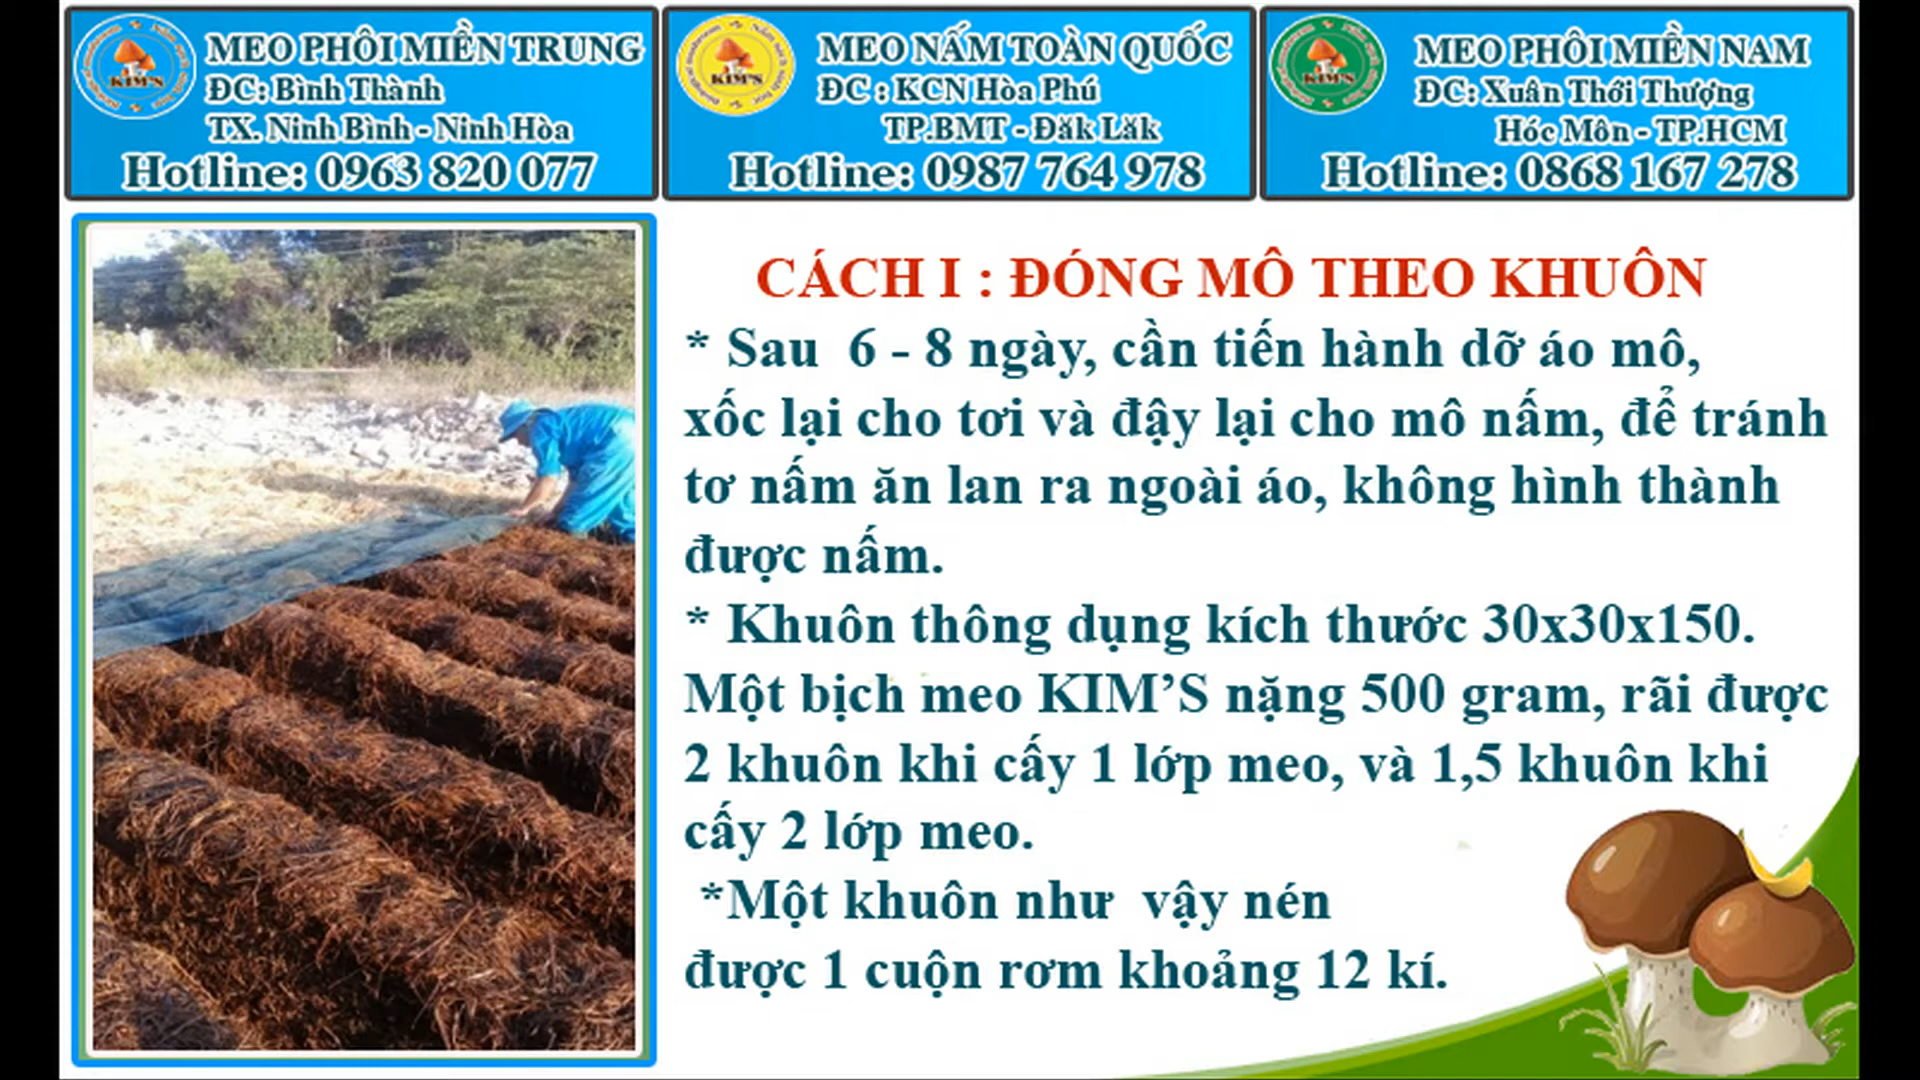 MEO PHÔI MIỀN TRUNG
ĐC: Bình Thành
TX. Ninh Bình - Ninh Hòa
Hotline: 0963 820 077
KIM'S
MEO NẤM TOÀN QUỐC
ĐC : KCN Hòa Phú
TP.BMT - Đăk Lăk
Hotline: 0987 764 978
KIM'S
MEO PHÔI MIỀN NAM
ĐC: Xuân Thới Thượng
Hóc Môn - TP.HCM
Hotline: 0868 167 278
KIM'S
CÁCH I : ĐÓNG MÔ THEO KHUÔN
* Sau 6 - 8 ngày, cần tiến hành dỡ áo mô,
xốc lại cho tơi và đậy lại cho mô nấm, để tránh
tơ nấm ăn lan ra ngoài áo, không hình thành
được nấm.
* Khuôn thông dụng kích thước 30x30x150.
Một bịch meo KIM’S nặng 500 gram, rãi được
2 khuôn khi cấy 1 lớp meo, và 1,5 khuôn khi
cấy 2 lớp meo.
*Một khuôn như vậy nén
được 1 cuộn rơm khoảng 12 kí.